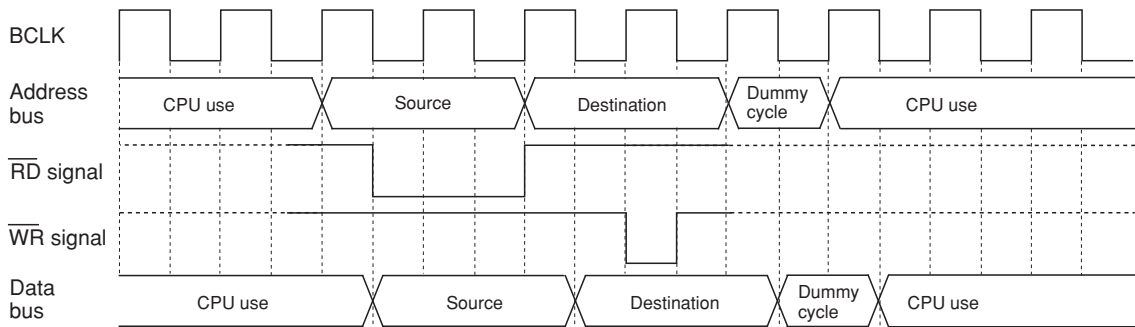 BCLK
Address
bus
CPU use
Source
Destination
Dummy
cycle
CPU use
RD signal
WR signal
Data
bus
CPU use
Source
Destination
Dummy
cycle
CPU use